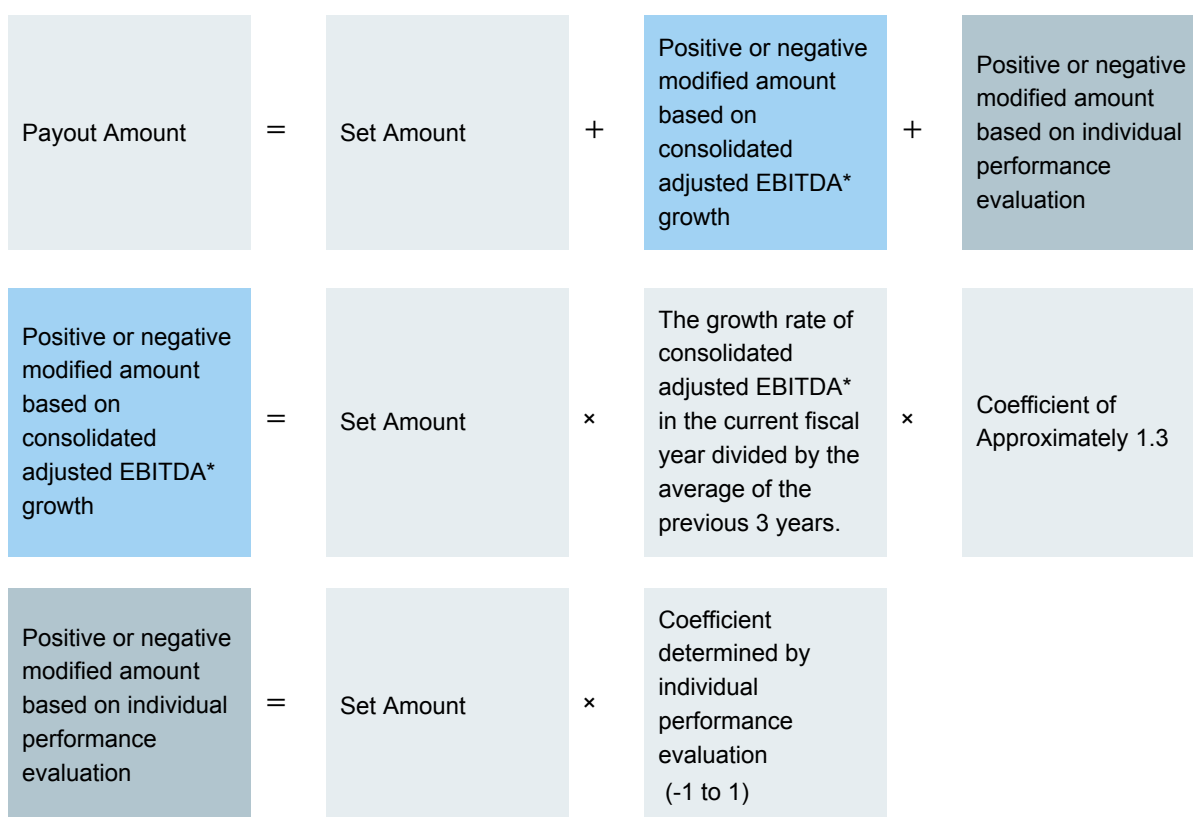 Payout Amount
=
Set Amount
+
Positive or negative
modified amount
based on
consolidated
adjusted EBITDA*
growth
+
Positive or negative
modified amount
based on individual
performance
evaluation
Positive or negative
modified amount
based on
consolidated
adjusted EBITDA*
growth
=
Set Amount
×
The growth rate of
consolidated
adjusted EBITDA*
in the current fiscal
year divided by the
average of the
previous 3 years.
×
Coefficient of
Approximately 1.3
Positive or negative
modified amount
based on individual
performance
evaluation
=
Set Amount
×
Coefficient
determined by
individual
performance
evaluation
(-1 to 1)